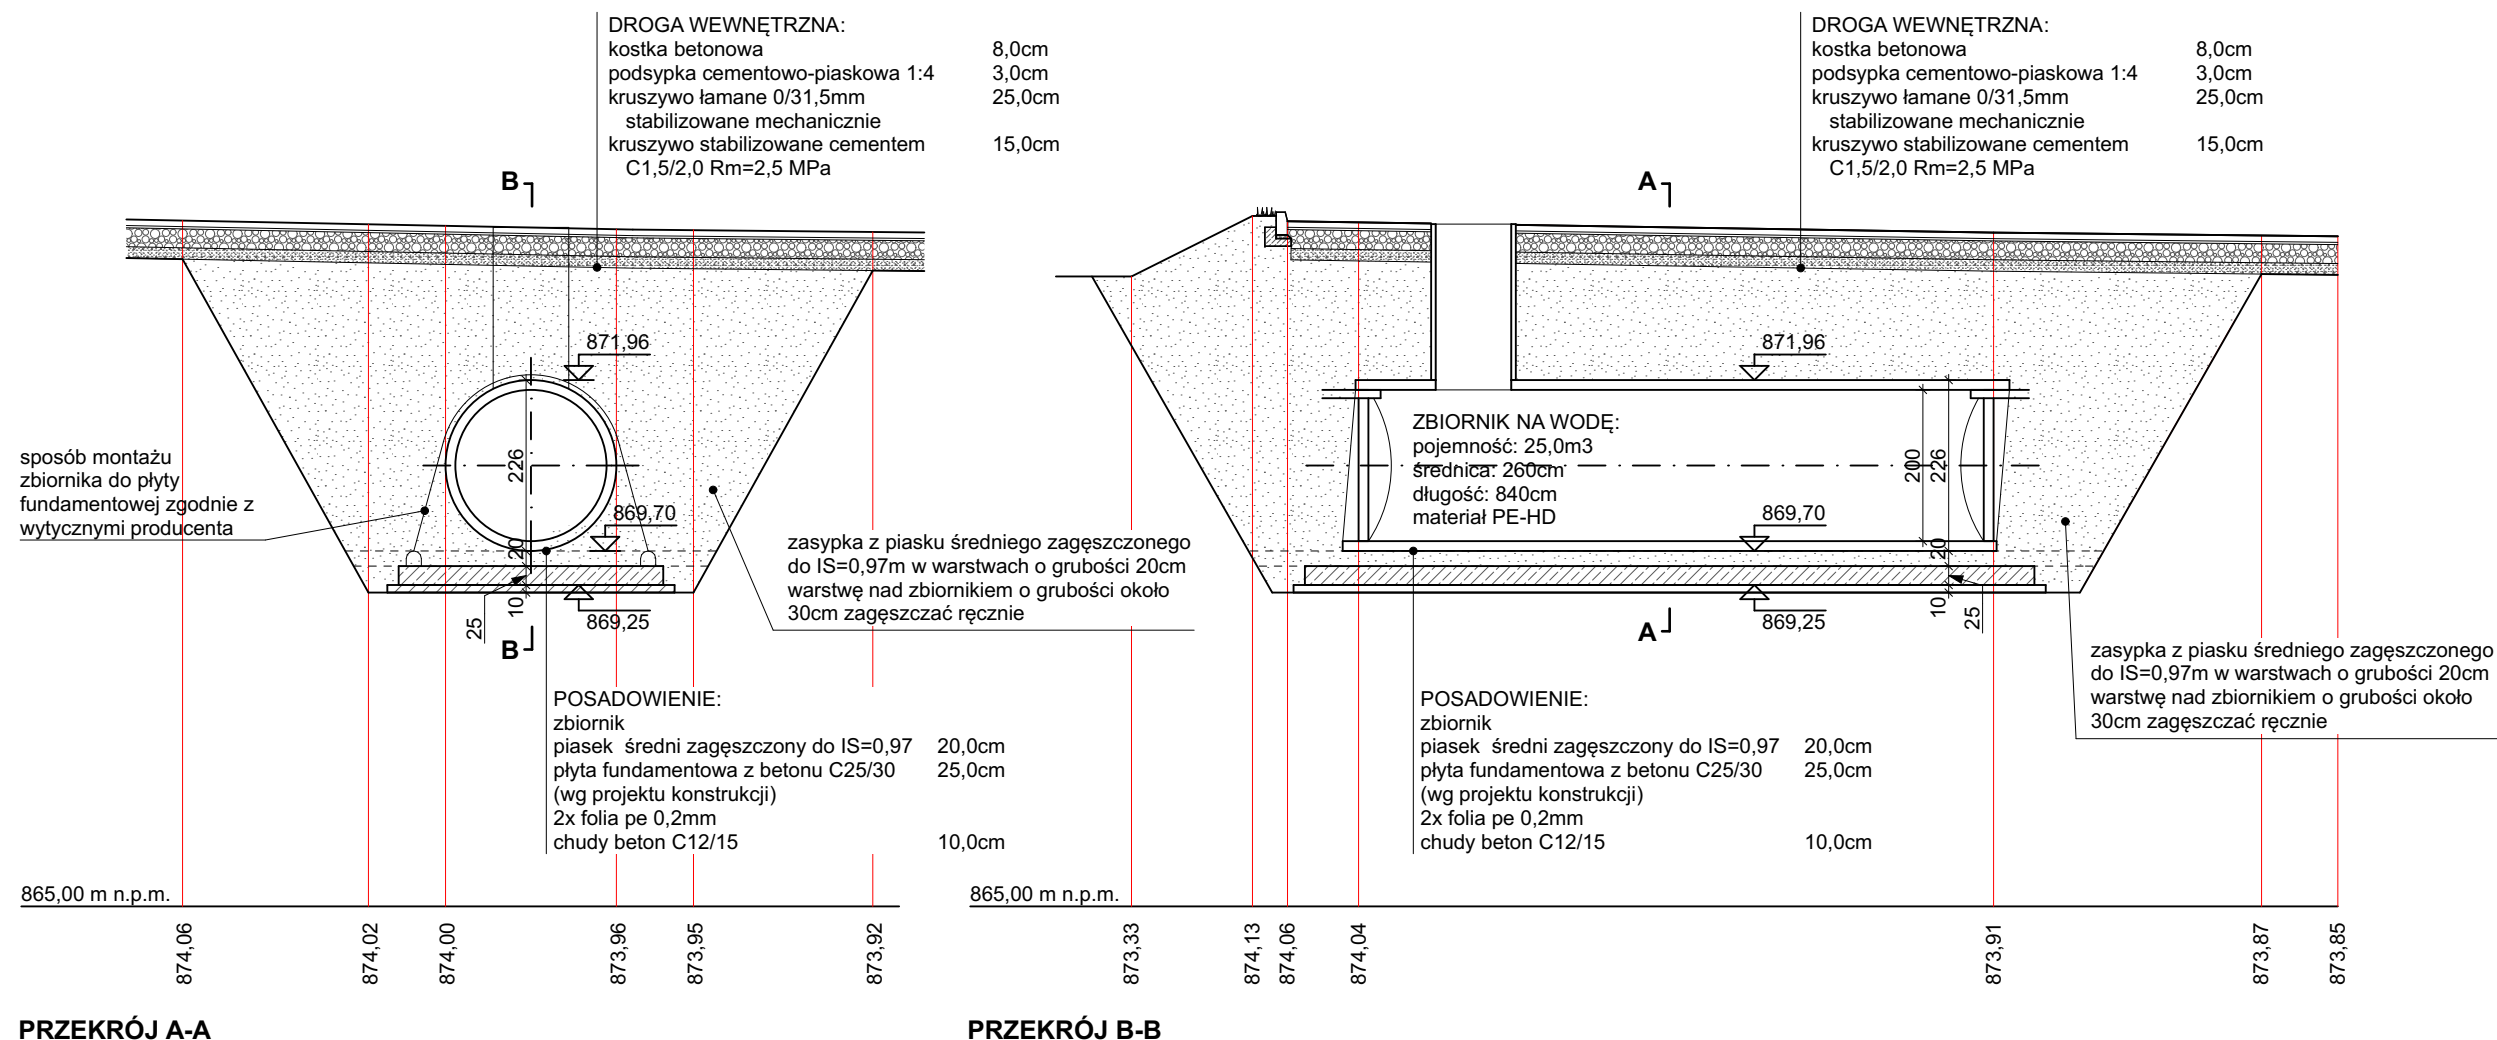 DROGA WEWNĘTRZNA:
kostka betonowa 8,0cm
podsypka cementowo-piaskowa 1:4 3,0cm
kruszywo łamane 0/31,5mm 25,0cm
stabilizowane mechanicznie
kruszywo stabilizowane cementem 15,0cm
C1,5/2,0 Rm=2,5 MPa
B
871,96
226
sposób montażu
zbiornika do płyty
fundamentowej zgodnie z
wytycznymi producenta
869,70
20
10
25
869,25
B
zasypka z piasku średniego zagęszczonego
do IS=0,97m w warstwach o grubości 20cm
warstwę nad zbiornikiem o grubości około
30cm zagęszczać ręcznie
POSADOWIENIE:
zbiornik
piasek średni zagęszczony do IS=0,97 20,0cm
płyta fundamentowa z betonu C25/30 25,0cm
(wg projektu konstrukcji)
2x folia pe 0,2mm
chudy beton C12/15 10,0cm
865,00 m n.p.m.
874,06
874,02
874,00
873,96
873,95
873,92
PRZEKRÓJ A-A
DROGA WEWNĘTRZNA:
kostka betonowa 8,0cm
podsypka cementowo-piaskowa 1:4 3,0cm
kruszywo łamane 0/31,5mm 25,0cm
stabilizowane mechanicznie
kruszywo stabilizowane cementem 15,0cm
C1,5/2,0 Rm=2,5 MPa
A
871,96
ZBIORNIK NA WODĘ:
pojemność: 25,0m3
średnica: 260cm
długość: 840cm
materiał PE-HD
200
226
869,70
20
10
25
869,25
A
zasypka z piasku średniego zagęszczonego
do IS=0,97m w warstwach o grubości 20cm
warstwę nad zbiornikiem o grubości około
30cm zagęszczać ręcznie
POSADOWIENIE:
zbiornik
piasek średni zagęszczony do IS=0,97 20,0cm
płyta fundamentowa z betonu C25/30 25,0cm
(wg projektu konstrukcji)
2x folia pe 0,2mm
chudy beton C12/15 10,0cm
865,00 m n.p.m.
873,33
874,13
874,06
874,04
873,91
873,87
873,85
PRZEKRÓJ B-B